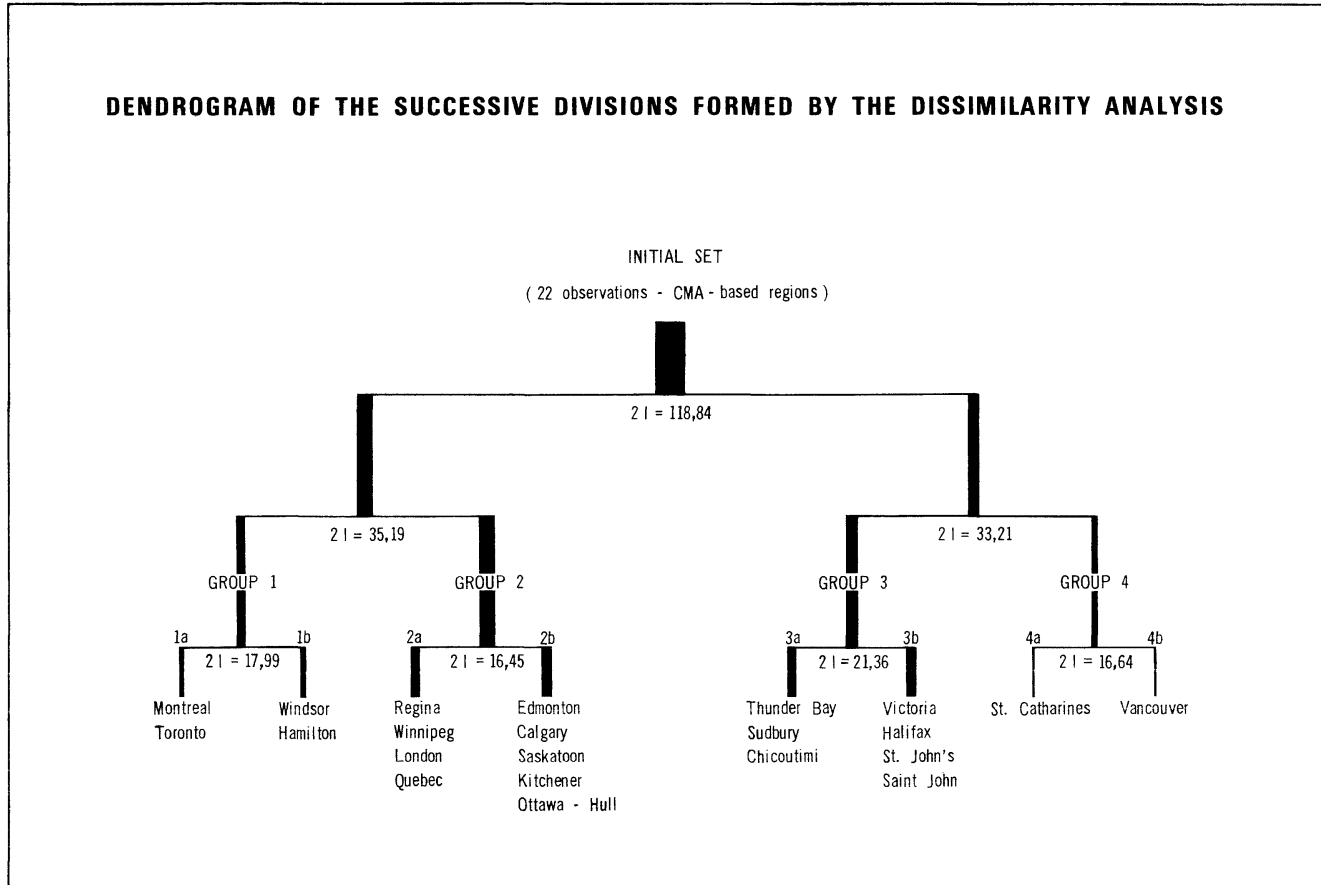 DENDROGRAM OF THE SUCCESSIVE DIVISIONS FORMED BY THE DISSIMILARITY ANALYSIS
INITIAL SET
( 22 observations - CMA - based regions )
2 I = 118,84
2 I = 35,19
2 I = 33,21
GROUP 1
GROUP 2
GROUP 3
GROUP 4
1a
1b
2a
2b
3a
3b
4a
4b
2 I = 17,99
2 I = 16,45
2 I = 21,36
2 I = 16,64
Montreal
Toronto
Windsor
Hamilton
Regina
Winnipeg
London
Quebec
Edmonton
Calgary
Saskatoon
Kitchener
Ottawa - Hull
Thunder Bay
Sudbury
Chicoutimi
Victoria
Halifax
St. John's
Saint John
St. Catharines
Vancouver